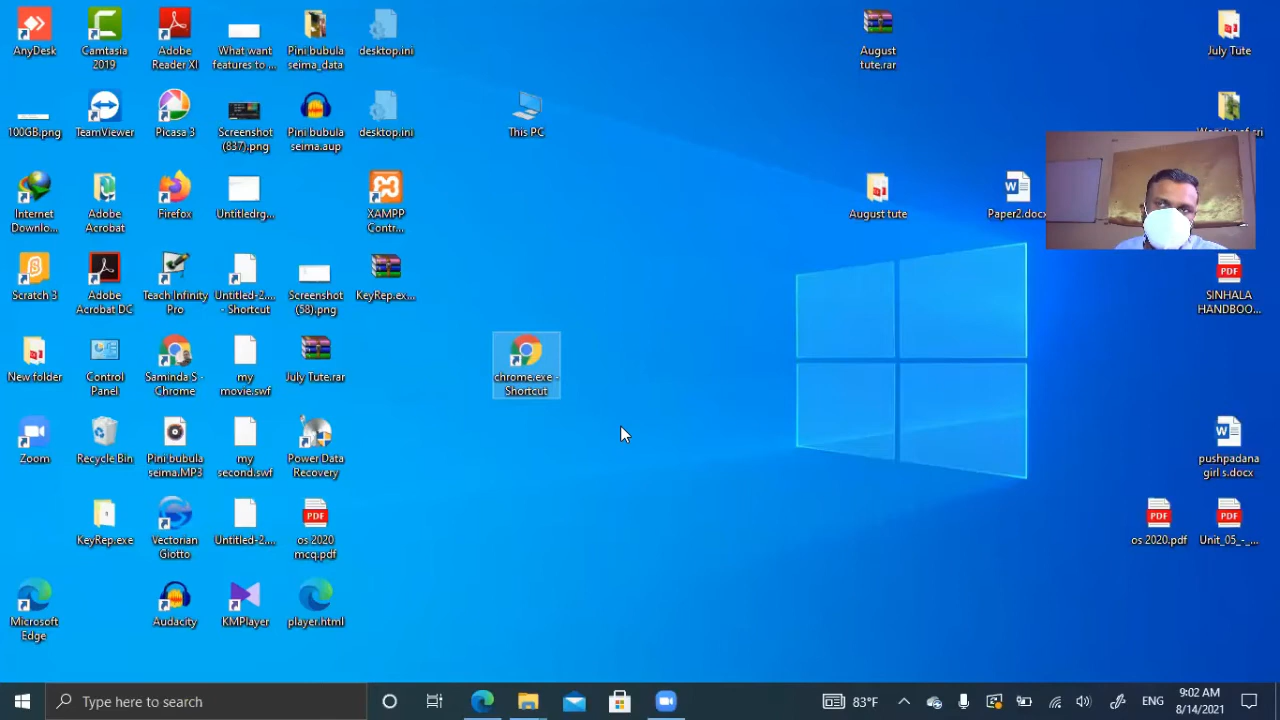 AnyDesk
Camtasia
2019
Adobe
Reader XI
What want
features to ...
Pini bubula
seima_data
desktop.ini
August
tute.rar
July Tute
100GB.png
TeamViewer
Picasa 3
Screenshot
(837).png
Pini bubula
seima.aup
desktop.ini
This PC
Internet
Downlo...
Adobe
Acrobat
Firefox
Untitledrg...
XAMPP
Contr...
August tute
Paper2.docx
Scratch 3
Adobe
Acrobat DC
Teach Infinity
Pro
Untitled-2....
- Shortcut
Screenshot
(58).png
KeyRep.ex...
PDF
SINHALA
HANDBOO...
New folder
Control
Panel
Saminda S -
Chrome
my
movie.swf
July Tute.rar
chrome.exe -
Shortcut
Zoom
Recycle Bin
Pini bubula
seima.MP3
my
second.swf
Power Data
Recovery
pushpadana
girl s.docx
KeyRep.exe
Vectorian
Giotto
Untitled-2....
PDF
os 2020
mcq.pdf
PDF
os 2020.pdf
PDF
Unit_05_-_...
Microsoft
Edge
Audacity
KMPlayer
player.html
Type here to search
83°F
ENG
9:02 AM
8/14/2021